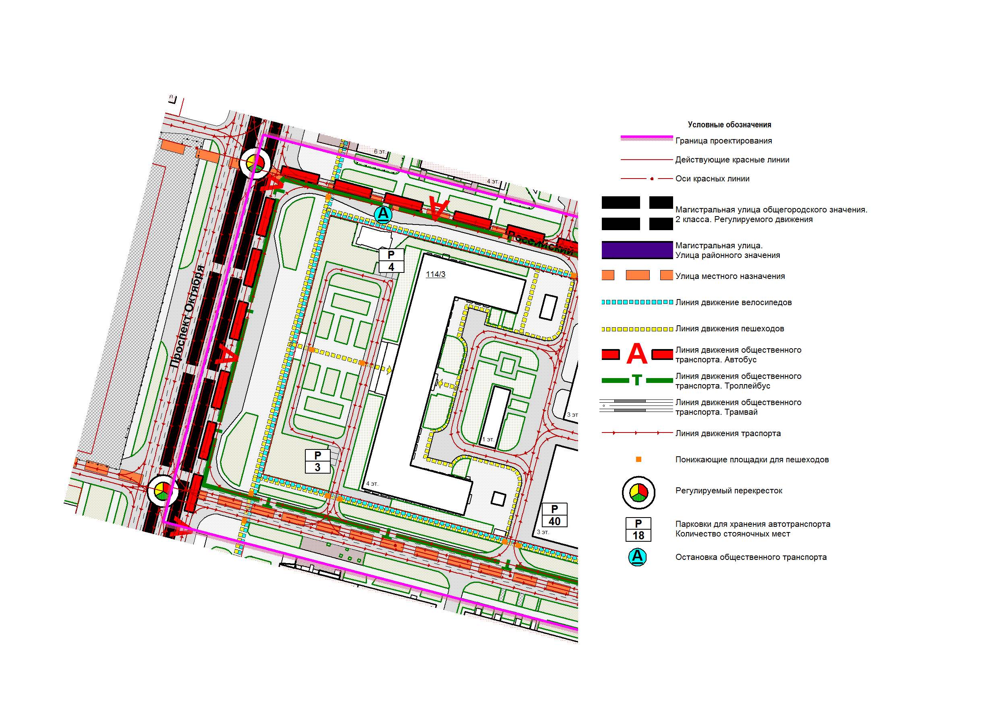 я
6 эт.
4 эт.
А
А
Российский
Р
4
114/3
Проспект Октября
А
Т
Т
А
3 эт
1 эт.
Р
3
4 эт.
Т
Р
40
3 эт.
А
Т
Т
Условные обозначения
Граница проектирования
Действующие красные линии
Оси красных линии
Магистральная улица общегородского значения.
2 класса. Регулируемого движения
Магистральная улица.
Улица районного значения
Улица местного назначения
Линия движение велосипедов
Линия движения пешеходов
А
Линия движения общественного
транспорта. Автобус
т
Линия движения общественного
транспорта. Троллейбус
Линия движения общественного
транспорта. Трамвай
Линия движения траспорта
Понижающие площадки для пешеходов
Регулируемый перекресток
Р
18
Парковки для хранения автотранспорта
Количество стояночных мест
А
Остановка общественного транспорта